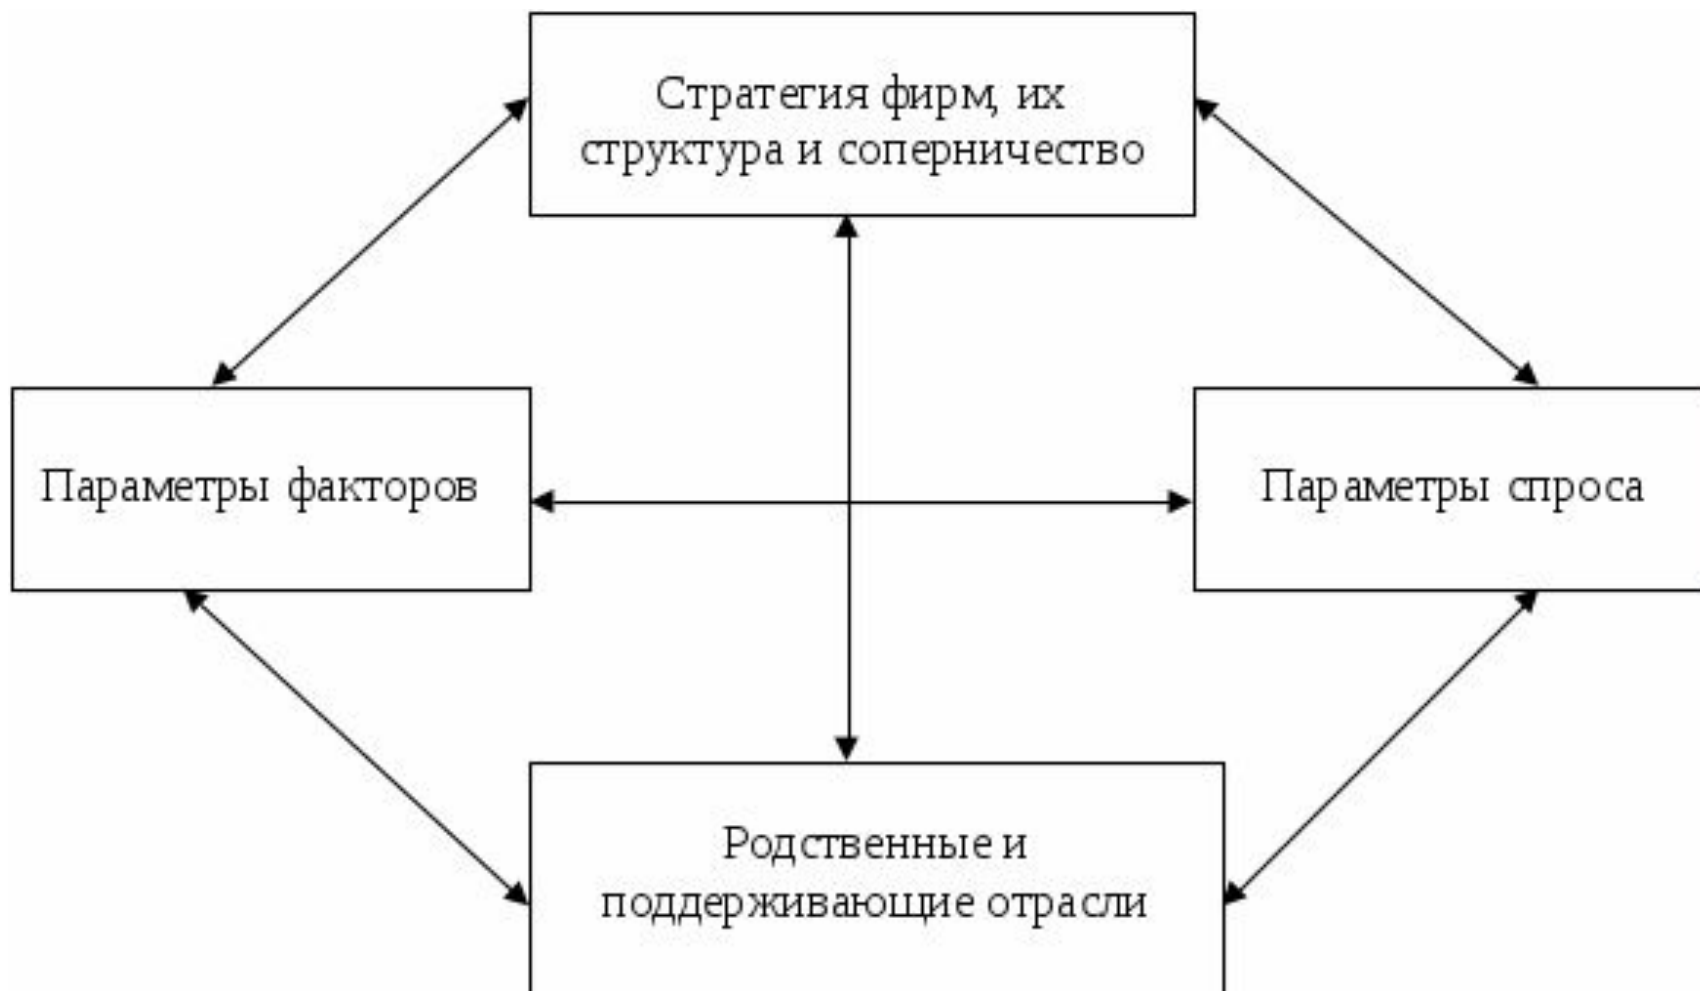 Стратегия фирм, их
структура и соперничество
Параметры факторов
Параметры спроса
Родственные и
поддерживающие отрасли